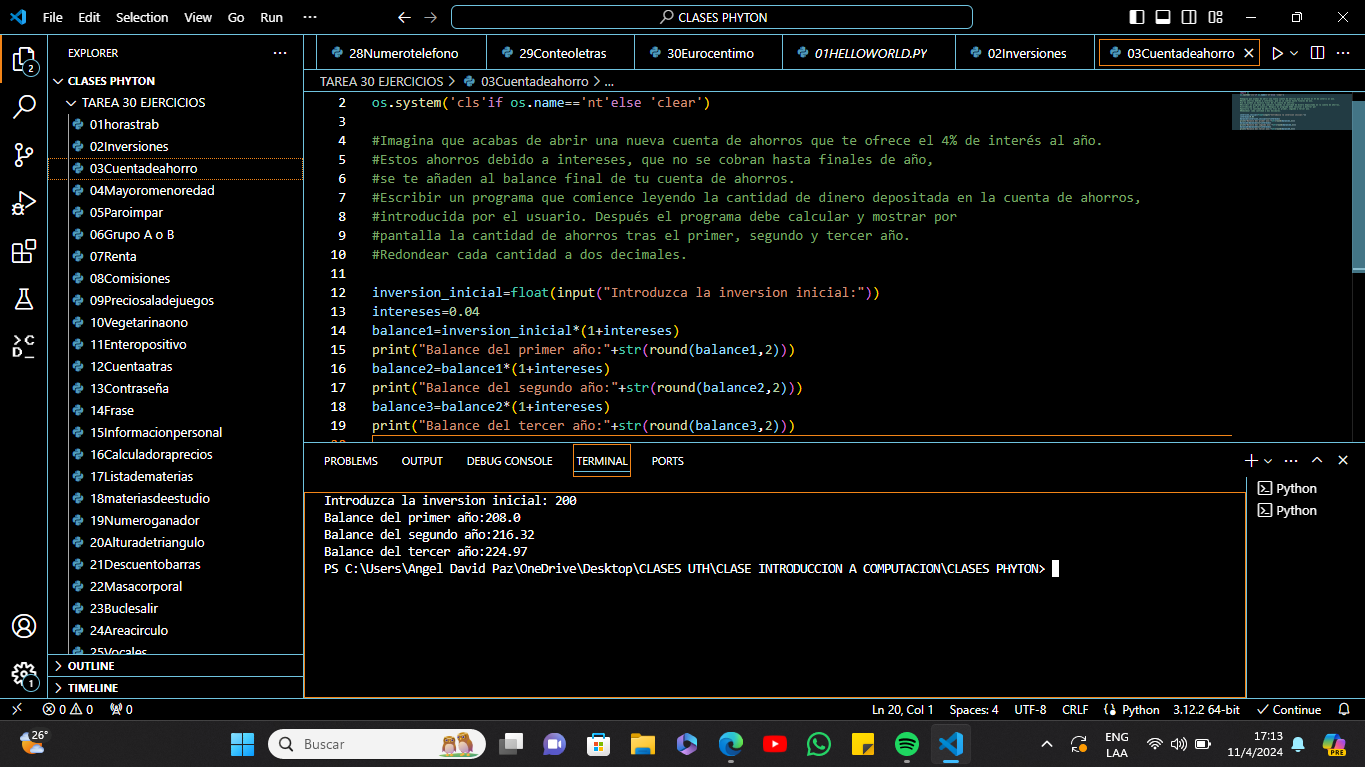 File Edit Selection View Go Run ··· CLASES PHYTON
EXPLORER ···
2
CLASES PHYTON
TAREA 30 EJERCICIOS
01horastrab
02Inversiones
03Cuentadeahorro
04Mayoromenoredad
05Paroimpar
06Grupo A o B
07Renta
08Comisiones
09Preciosaladejuegos
10Vegetarinaono
11Enteropositivo
12Cuentaatras
13Contraseña
14Frase
15Informacionpersonal
16Calculadoraprecios
17Listadematerias
18materiasdeestudio
19Numeroganador
20Alturadetriangulo
21Descuentobarras
22Masacorporal
23Buclesalir
24Areacirculo
25Vocales
OUTLINE
TIMELINE
1
28Numerotelefono 29Conteoletras 30Eurocentimo 01HELLOWORLD.PY 02Inversiones 03Cuentadeahorro
TAREA 30 EJERCICIOS > 03Cuentadeahorro > ...
2 os.system('cls'if os.name=='nt'else 'clear')
3
4 #Imagina que acabas de abrir una nueva cuenta de ahorros que te ofrece el 4% de interés al año.
5 #Estos ahorros debido a intereses, que no se cobran hasta finales de año,
6 #se te añaden al balance final de tu cuenta de ahorros.
7 #Escribir un programa que comience leyendo la cantidad de dinero depositada en la cuenta de ahorros,
8 #introducida por el usuario. Después el programa debe calcular y mostrar por
9 #pantalla la cantidad de ahorros tras el primer, segundo y tercer año.
10 #Redondear cada cantidad a dos decimales.
11
12 inversion_inicial=float(input("Introduzca la inversion inicial:"))
13 intereses=0.04
14 balance1=inversion_inicial*(1+intereses)
15 print("Balance del primer año:"+str(round(balance1,2)))
16 balance2=balance1*(1+intereses)
17 print("Balance del segundo año:"+str(round(balance2,2)))
18 balance3=balance2*(1+intereses)
19 print("Balance del tercer año:"+str(round(balance3,2)))
PROBLEMS OUTPUT DEBUG CONSOLE TERMINAL PORTS
Introduzca la inversion inicial: 200
Balance del primer año:208.0
Balance del segundo año:216.32
Balance del tercer año:224.97
PS C:\Users\Angel David Paz\OneDrive\Desktop\CLASES UTH\CLASE INTRODUCCION A COMPUTACION\CLASES PHYTON>
Python
Python
0 0 0 Ln 20, Col 1 Spaces: 4 UTF-8 CRLF Python 3.12.2 64-bit Continue
26° Buscar ENG LAA 17:13 11/4/2024 PRE